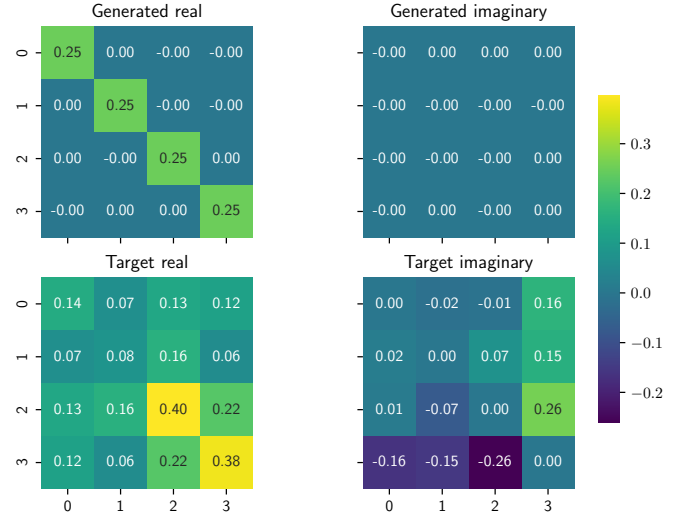 Generated real
Generated imaginary
0 0.25 0.00 -0.00 -0.00
-0.00 0.00 0.00 0.00
1 0.00 0.25 -0.00 -0.00
-0.00 0.00 -0.00 -0.00
2 0.00 -0.00 0.25 0.00
-0.00 0.00 0.00 0.00
3 -0.00 0.00 0.00 0.25
-0.00 0.00 0.00 0.00
Target real
Target imaginary
0 0.14 0.07 0.13 0.12
0.00 -0.02 -0.01 0.16
1 0.07 0.08 0.16 0.06
0.02 0.00 0.07 0.15
2 0.13 0.16 0.40 0.22
0.01 -0.07 0.00 0.26
3 0.12 0.06 0.22 0.38
-0.16 -0.15 -0.26 0.00
0 1 2 3
0 1 2 3
0.3
0.2
0.1
0.0
−0.1
−0.2